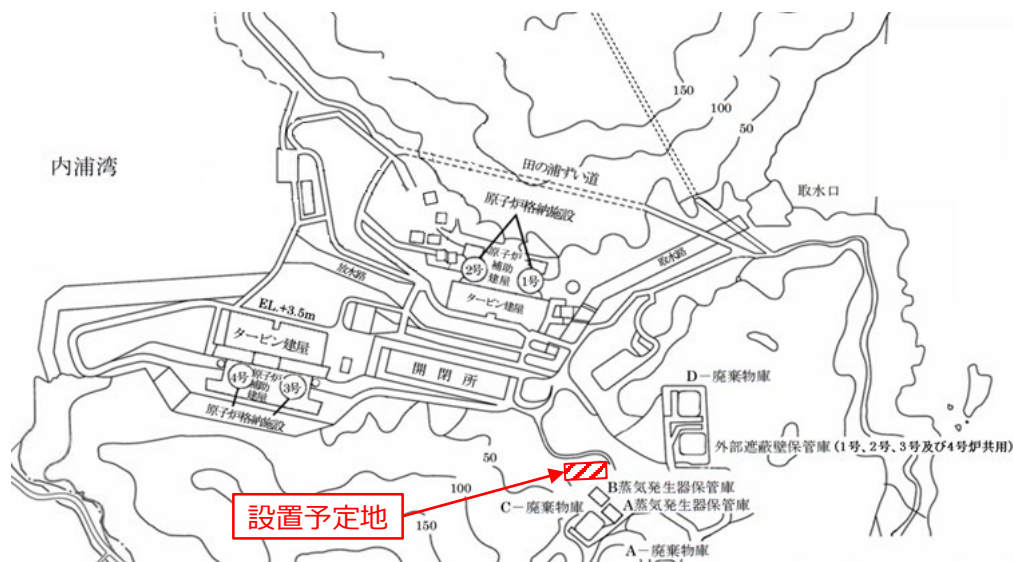 150
100
50
内浦湾
田の浦ずい道
取水口
原子炉格納施設
原子炉
補助
建屋
2号
1号
取水路
放水路
タービン建屋
EL.+3.5m
タービン建屋
開閉所
4号
原子炉
補助
建屋
3号
原子炉格納施設
D－廃棄物庫
外部遮蔽壁保管庫(1号、2号、3号及び4号炉共用)
50
100
150
設置予定地
B蒸気発生器保管庫
C－廃棄物庫
A蒸気発生器保管庫
A－廃棄物庫